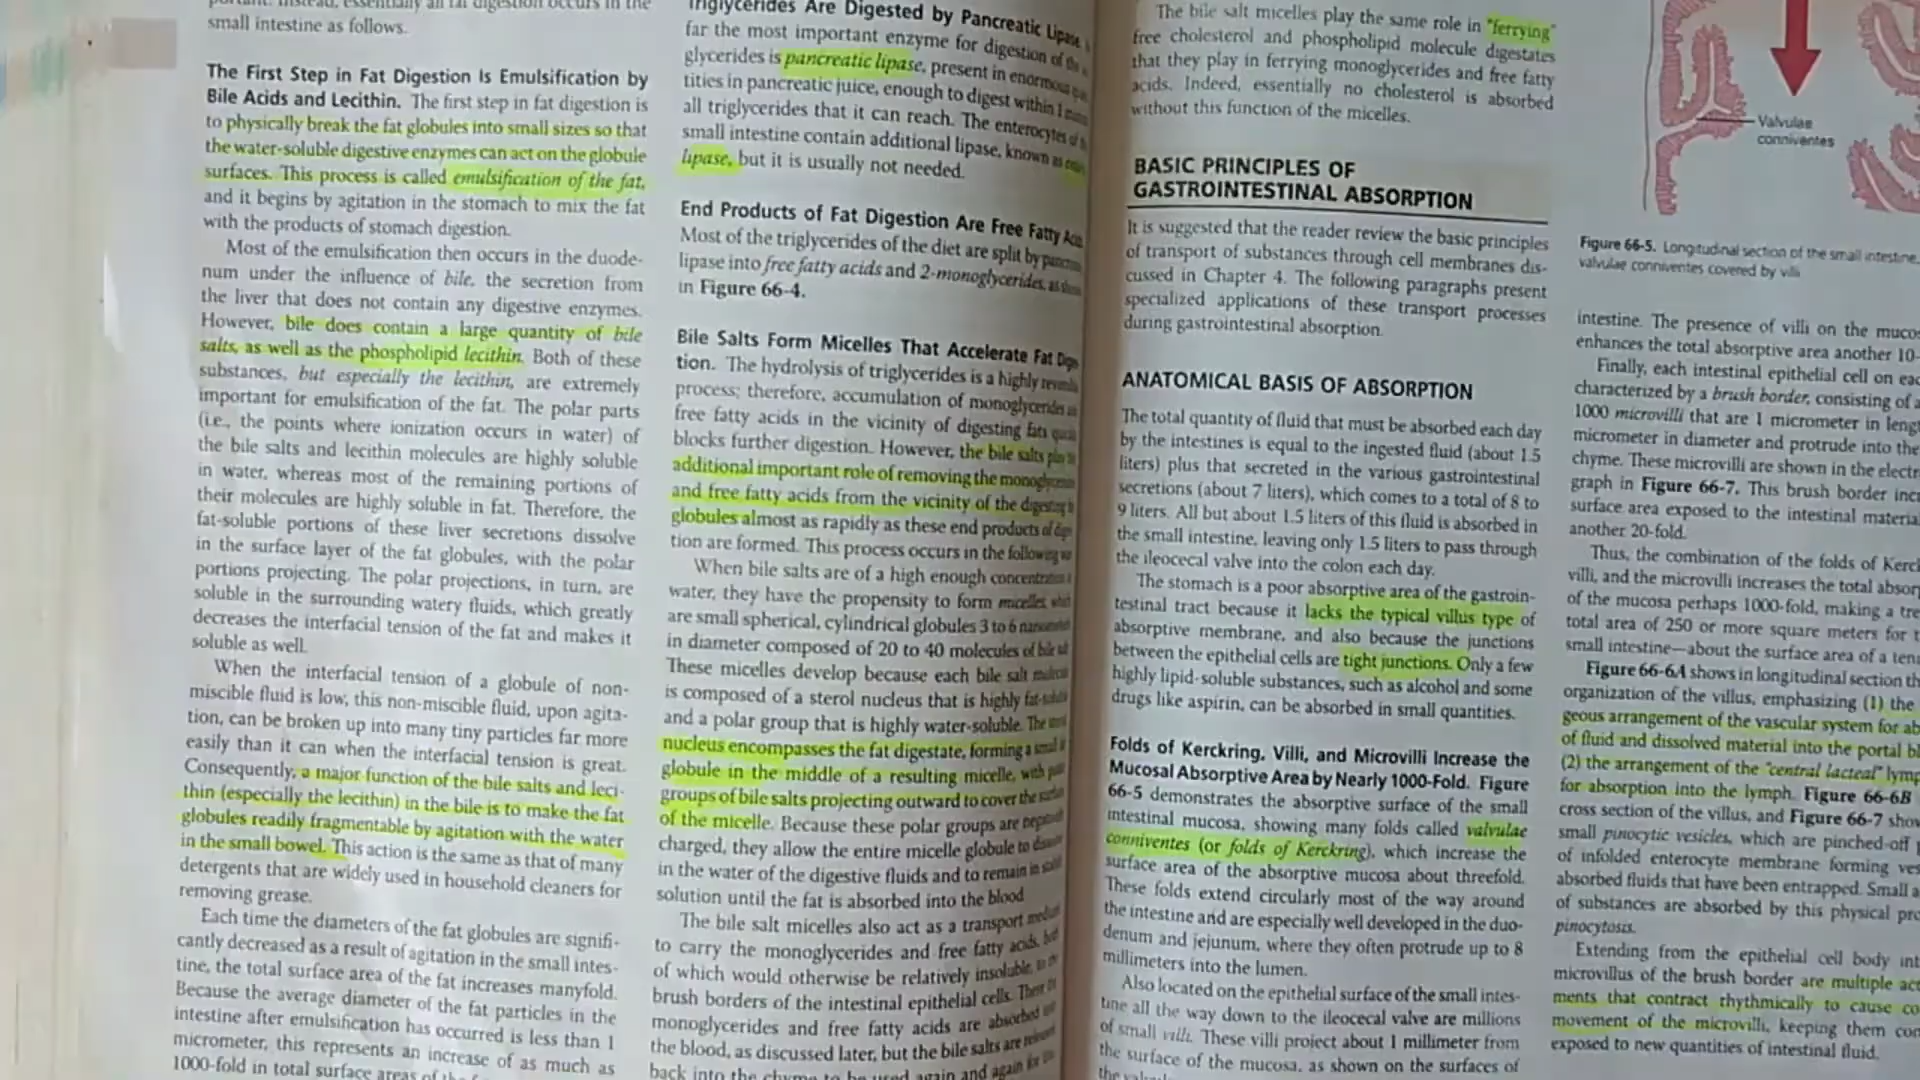 small intestine as follows.
The First Step in Fat Digestion Is Emulsification by
Bile Acids and Lecithin. The first step in fat digestion is
to physically break the fat globules into small sizes so that
the water-soluble digestive enzymes can act on the globule
surfaces. This process is called emulsification of the fat,
and it begins by agitation in the stomach to mix the fat
with the products of stomach digestion.
Most of the emulsification then occurs in the duode-
num under the influence of bile, the secretion from
the liver that does not contain any digestive enzymes.
However, bile does contain a large quantity of bile
salts, as well as the phospholipid lecithin. Both of these
substances, but especially the lecithin, are extremely
important for emulsification of the fat. The polar parts
(i.e., the points where ionization occurs in water) of
the bile salts and lecithin molecules are highly soluble
in water, whereas most of the remaining portions of
their molecules are highly soluble in fat. Therefore, the
fat-soluble portions of these liver secretions dissolve
in the surface layer of the fat globules, with the polar
portions projecting. The polar projections, in turn, are
soluble in the surrounding watery fluids, which greatly
decreases the interfacial tension of the fat and makes it
soluble as well.
When the interfacial tension of a globule of non-
miscible fluid is low, this non-miscible fluid, upon agita-
tion, can be broken up into many tiny particles far more
easily than it can when the interfacial tension is great.
Consequently, a major function of the bile salts and leci-
thin (especially the lecithin) in the bile is to make the fat
globules readily fragmentable by agitation with the water
in the small bowel. This action is the same as that of many
detergents that are widely used in household cleaners for
removing grease.
Each time the diameters of the fat globules are signifi-
cantly decreased as a result of agitation in the small intes-
tine, the total surface area of the fat increases manyfold.
Because the average diameter of the fat particles in the
intestine after emulsification has occurred is less than 1
micrometer, this represents an increase of as much as
1000-fold in total surface areas of the
Triglycerides Are Digested by Pancreatic Lipase.
far the most important enzyme for digestion of the
glycerides is pancreatic lipase, present in enormous
tities in pancreatic juice, enough to digest within 1
all triglycerides that it can reach. The enterocytes of
small intestine contain additional lipase, known as
lipase, but it is usually not needed.
End Products of Fat Digestion Are Free Fatty
Most of the triglycerides of the diet are split by
lipase into free fatty acids and 2-monoglycerides, as
in Figure 66-4.
Bile Salts Form Micelles That Accelerate Fat
tion. The hydrolysis of triglycerides is a highly
process; therefore, accumulation of monoglycerides
free fatty acids in the vicinity of digesting fats
blocks further digestion. However, the bile salts play
additional important role of removing the
and free fatty acids from the vicinity of the digesting
globules almost as rapidly as these end products of
tion are formed. This process occurs in the following
When bile salts are of a high enough
water, they have the propensity to form micelles,
are small spherical, cylindrical globules 3 to 6
in diameter composed of 20 to 40 molecules of bile
These micelles develop because each bile salt
is composed of a sterol nucleus that is highly
and a polar group that is highly water-soluble. The
nucleus encompasses the fat digestate, forming a small
globule in the middle of a resulting micelle, with
groups of bile salts projecting outward to cover the
of the micelle. Because these polar groups are
charged, they allow the entire micelle globule to
in the water of the digestive fluids and to remain in
solution until the fat is absorbed into the blood
The bile salt micelles also act as a transport
to carry the monoglycerides and free fatty acids,
of which would otherwise be relatively insoluble, to
brush borders of the intestinal epithelial cells.
monoglycerides and free fatty acids are absorbed
the blood, as discussed later, but the bile salts are
back into the chyme to be used again and again for
The bile salt micelles play the same role in "ferrying"
free cholesterol and phospholipid molecule digestates
that they play in ferrying monoglycerides and free fatty
acids. Indeed, essentially no cholesterol is absorbed
without this function of the micelles.
BASIC PRINCIPLES OF
GASTROINTESTINAL ABSORPTION
It is suggested that the reader review the basic principles
of transport of substances through cell membranes dis-
cussed in Chapter 4. The following paragraphs present
specialized applications of these transport processes
during gastrointestinal absorption.
ANATOMICAL BASIS OF ABSORPTION
The total quantity of fluid that must be absorbed each day
by the intestines is equal to the ingested fluid (about 1.5
liters) plus that secreted in the various gastrointestinal
secretions (about 7 liters), which comes to a total of 8 to
9 liters. All but about 1.5 liters of this fluid is absorbed in
the small intestine, leaving only 1.5 liters to pass through
the ileocecal valve into the colon each day.
The stomach is a poor absorptive area of the gastroin-
testinal tract because it lacks the typical villus type of
absorptive membrane, and also because the junctions
between the epithelial cells are tight junctions. Only a few
highly lipid-soluble substances, such as alcohol and some
drugs like aspirin, can be absorbed in small quantities.
Folds of Kerckring, Villi, and Microvilli Increase the
Mucosal Absorptive Area by Nearly 1000-Fold. Figure
66-5 demonstrates the absorptive surface of the small
intestinal mucosa, showing many folds called valvulae
conniventes (or folds of Kerckring), which increase the
surface area of the absorptive mucosa about threefold.
These folds extend circularly most of the way around
the intestine and are especially well developed in the duo-
denum and jejunum, where they often protrude up to 8
millimeters into the lumen.
Also located on the epithelial surface of the small intes-
tine all the way down to the ileocecal valve are millions
of small villi. These villi project about 1 millimeter from
the surface of the mucosa, as shown on the surfaces of
Valvulae
conniventes
Figure 66-5. Longitudinal section of the small intestine,
valvulae conniventes covered by villi
intestine. The presence of villi on the
enhances the total absorptive area another 10-
Finally, each intestinal epithelial cell on
characterized by a brush border, consisting of
1000 microvilli that are 1 micrometer in
micrometer in diameter and protrude into the
chyme. These microvilli are shown in the
graph in Figure 66-7. This brush border
surface area exposed to the intestinal
another 20-fold.
Thus, the combination of the folds of
villi, and the microvilli increases the total
of the mucosa perhaps 1000-fold, making a
total area of 250 or more square meters for
small intestine—about the surface area of a
Figure 66-6A shows in longitudinal section
organization of the villus, emphasizing (1) the
geous arrangement of the vascular system for
of fluid and dissolved material into the portal
(2) the arrangement of the "central lacteal"
for absorption into the lymph. Figure 66-6B
cross section of the villus, and Figure 66-7
small pinocytic vesicles, which are pinched-off
of infolded enterocyte membrane forming
absorbed fluids that have been entrapped. Small
of substances are absorbed by this physical
pinocytosis.
Extending from the epithelial cell body
microvillus of the brush border are multiple
ments that contract rhythmically to cause
movement of the microvilli, keeping them
exposed to new quantities of intestinal fluid.